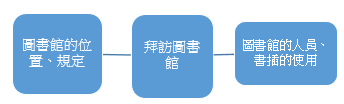 圖書館的位
置、規定
拜訪圖書
館
圖書館的人員、
書插的使用